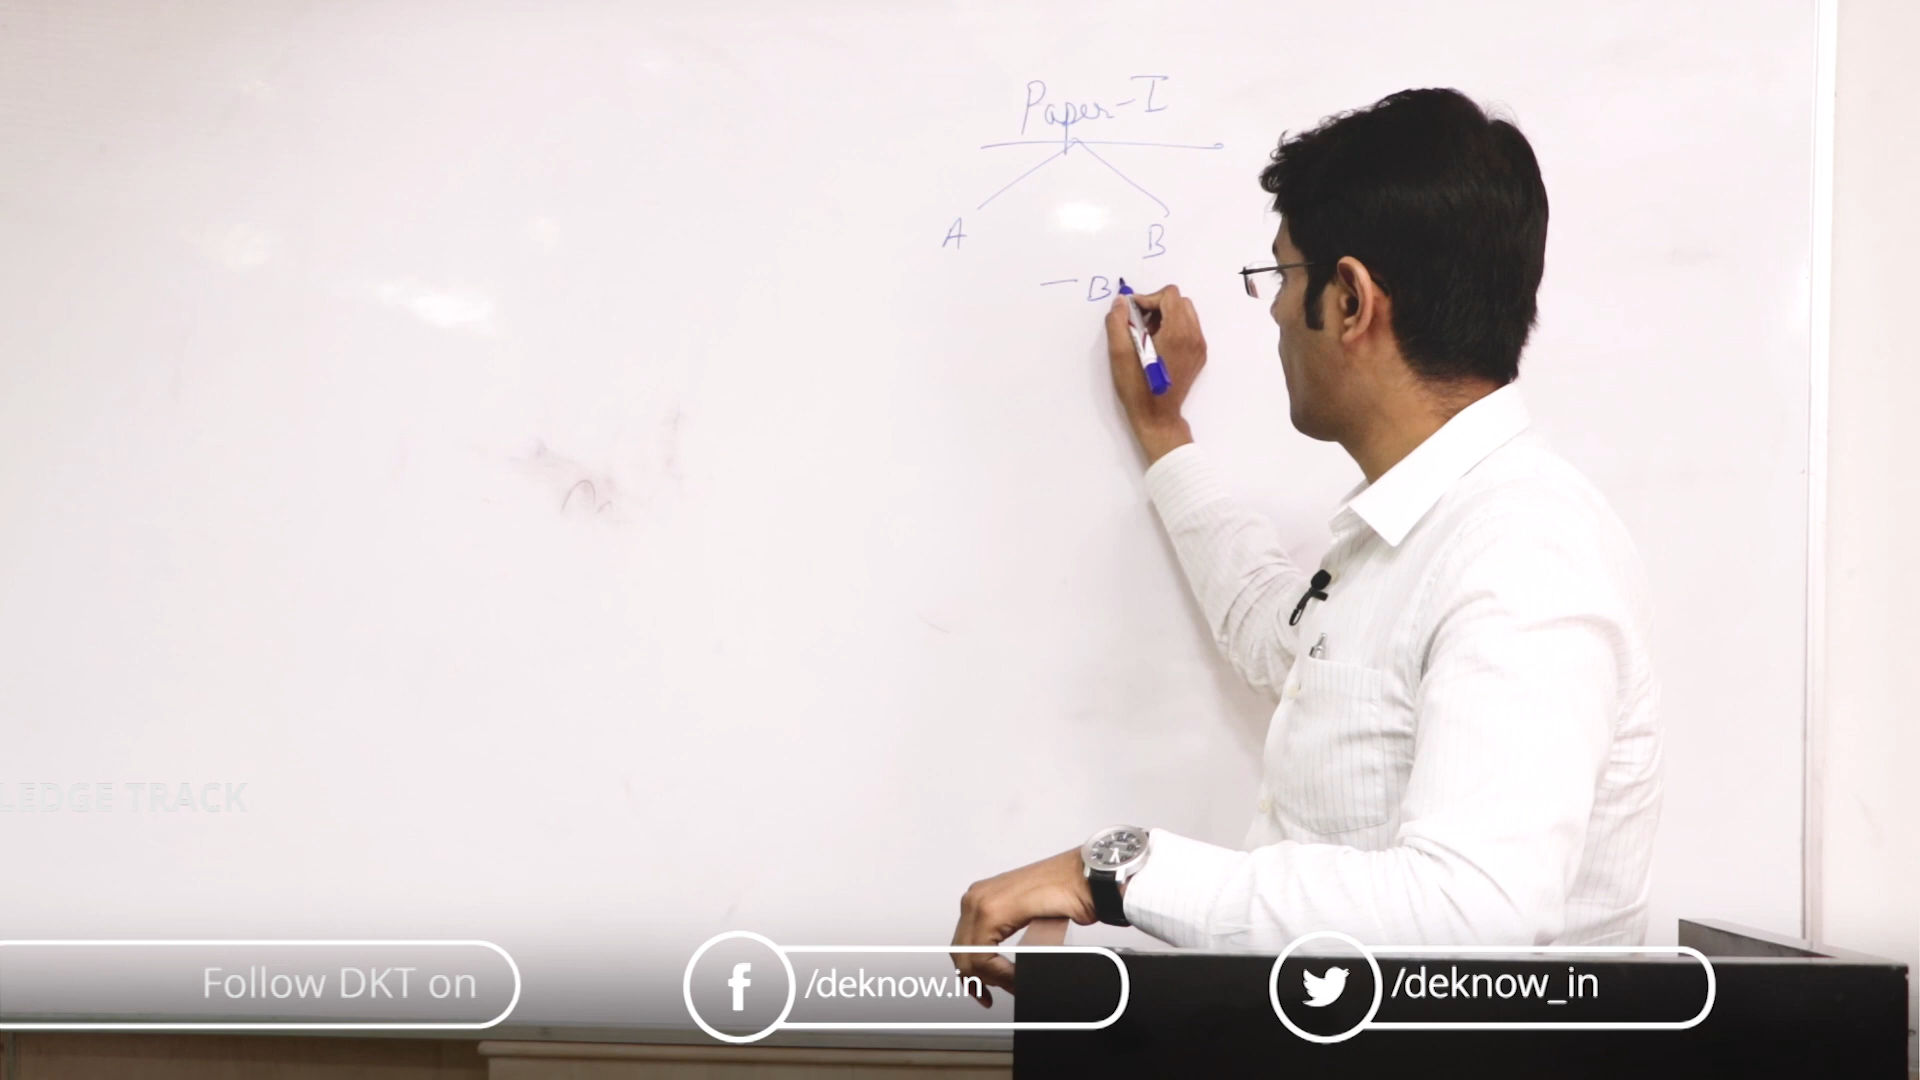 Paper-I
A B
- B
LEDGE TRACK
Follow DKT on /deknow.in /deknow_in